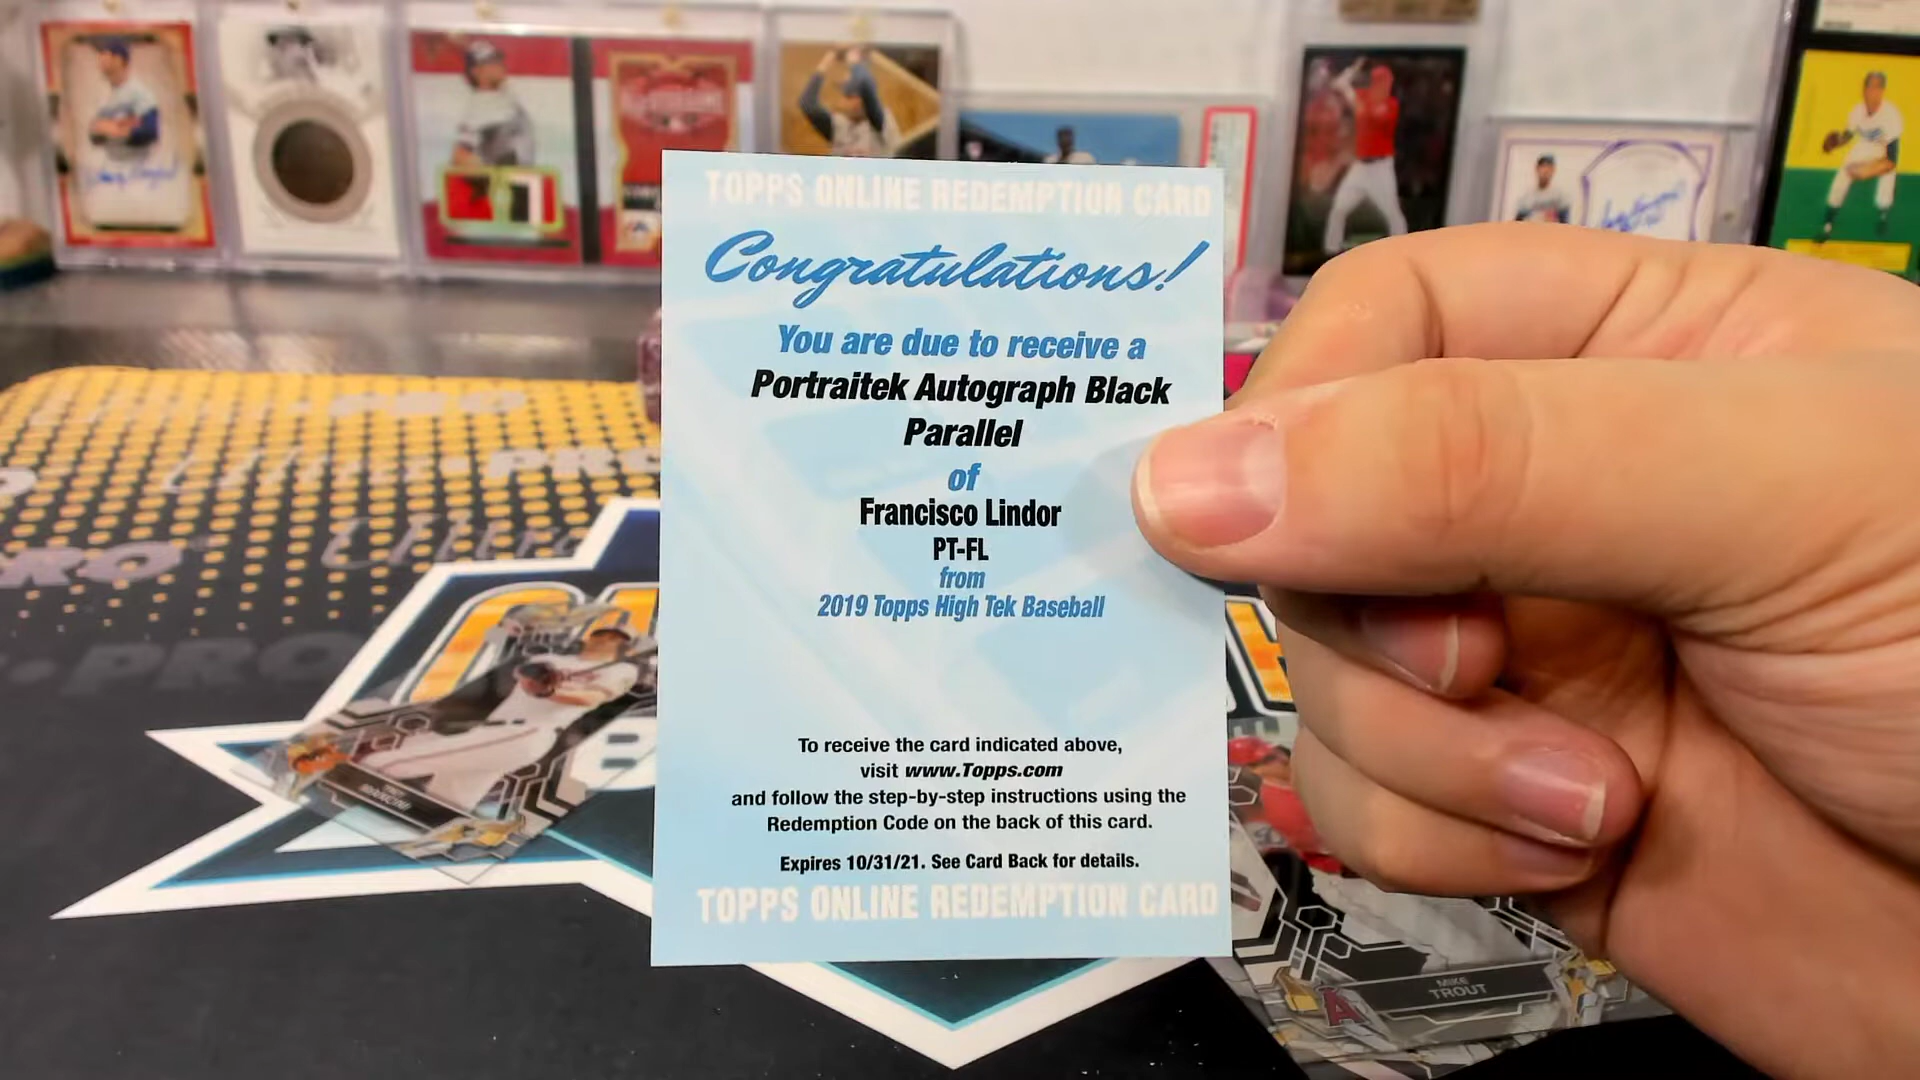 TOPPS ONLINE REDEMPTION CARD
Congratulations!
You are due to receive a
Portraitek Autograph Black
Parallel
of
Francisco Lindor
PT-FL
from
2019 Topps High Tek Baseball
To receive the card indicated above,
visit www.Topps.com
and follow the step-by-step instructions using the
Redemption Code on the back of this card.
Expires 10/31/21. See Card Back for details.
TOPPS ONLINE REDEMPTION CARD
PRO
MANCINI
MIKE
TROUT